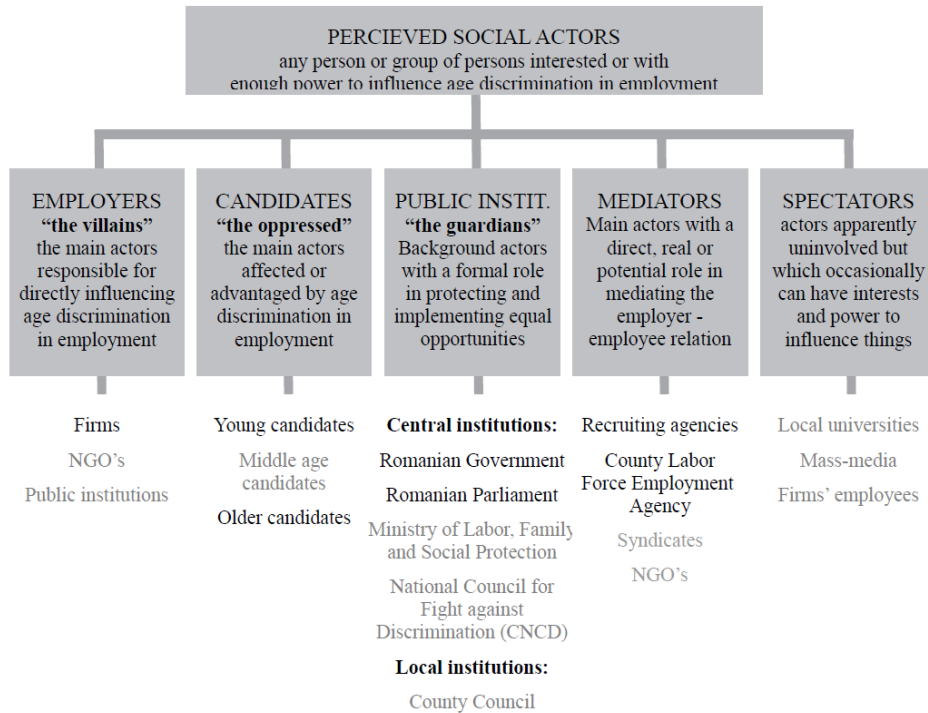 PERCIEVED SOCIAL ACTORS
any person or group of persons interested or with
enough power to influence age discrimination in employment
EMPLOYERS
“the villains”
the main actors
responsible for
directly influencing
age discrimination
in employment
Firms
NGO’s
Public institutions
CANDIDATES
“the oppressed”
the main actors
affected or
advantaged by age
discrimination in
employment
Young candidates
Middle age
candidates
Older candidates
PUBLIC INSTIT.
“the guardians”
Background actors
with a formal role
in protecting and
implementing equal
opportunities
Central institutions:
Romanian Government
Romanian Parliament
Ministry of Labor, Family
and Social Protection
National Council for
Fight against
Discrimination (CNCD)
Local institutions:
County Council
MEDIATORS
Main actors with a
direct, real or
potential role in
mediating the
employer -
employee relation
Recruiting agencies
County Labor
Force Employment
Agency
Syndicates
NGO’s
SPECTATORS
actors apparently
uninvolved but
which occasionally
can have interests
and power to
influence things
Local universities
Mass-media
Firms’ employees